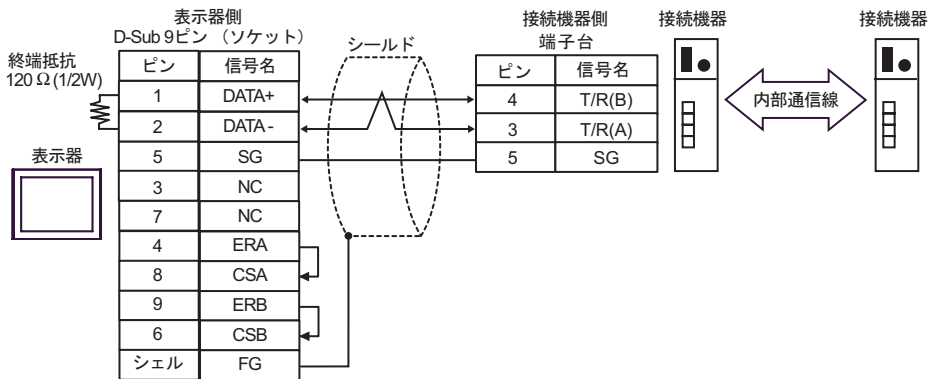 表示器側
D-Sub 9ピン (ソケット)
終端抵抗
120 Ω (1/2W)
表示器
ピン 信号名
1 DATA+
2 DATA-
5 SG
3 NC
7 NC
4 ERA
8 CSA
9 ERB
6 CSB
シェル FG
シールド
接続機器側
端子台
ピン 信号名
4 T/R(B)
3 T/R(A)
5 SG
接続機器
内部通信線
接続機器